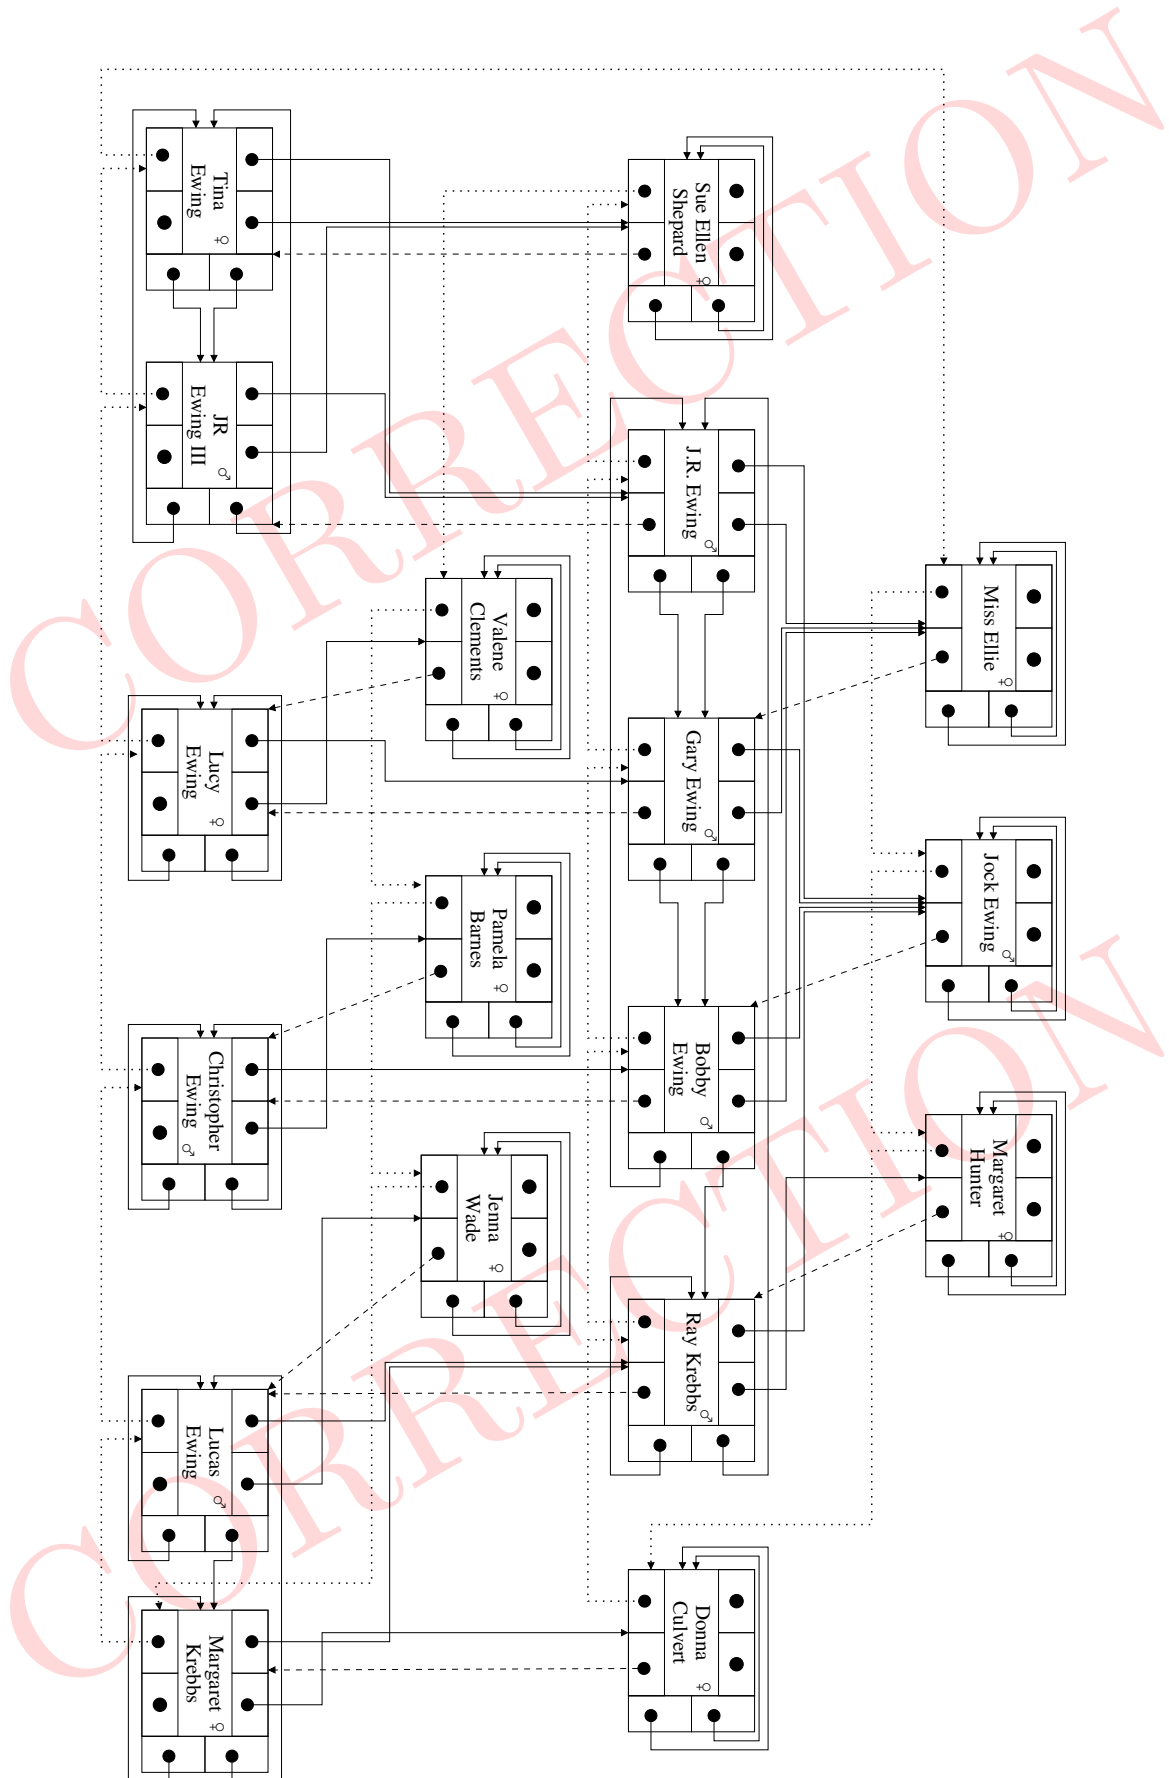 Miss Ellie
♀
Jock Ewing
♂
Margaret
Hunter
♀
Sue Ellen
Shepard
♀
J.R. Ewing
♂
Gary Ewing
♂
Bobby
Ewing
♂
Ray Krebbs
♂
Donna
Culvert
♀
Valene
Clements
♀
Pamela
Barnes
♀
Jenna
Wade
♀
Tina
Ewing
♀
JR
Ewing III
♂
Lucy
Ewing
♀
Christopher
Ewing
♂
Lucas
Ewing
♂
Margaret
Krebbs
♀
CORRECTION
CORRECTION